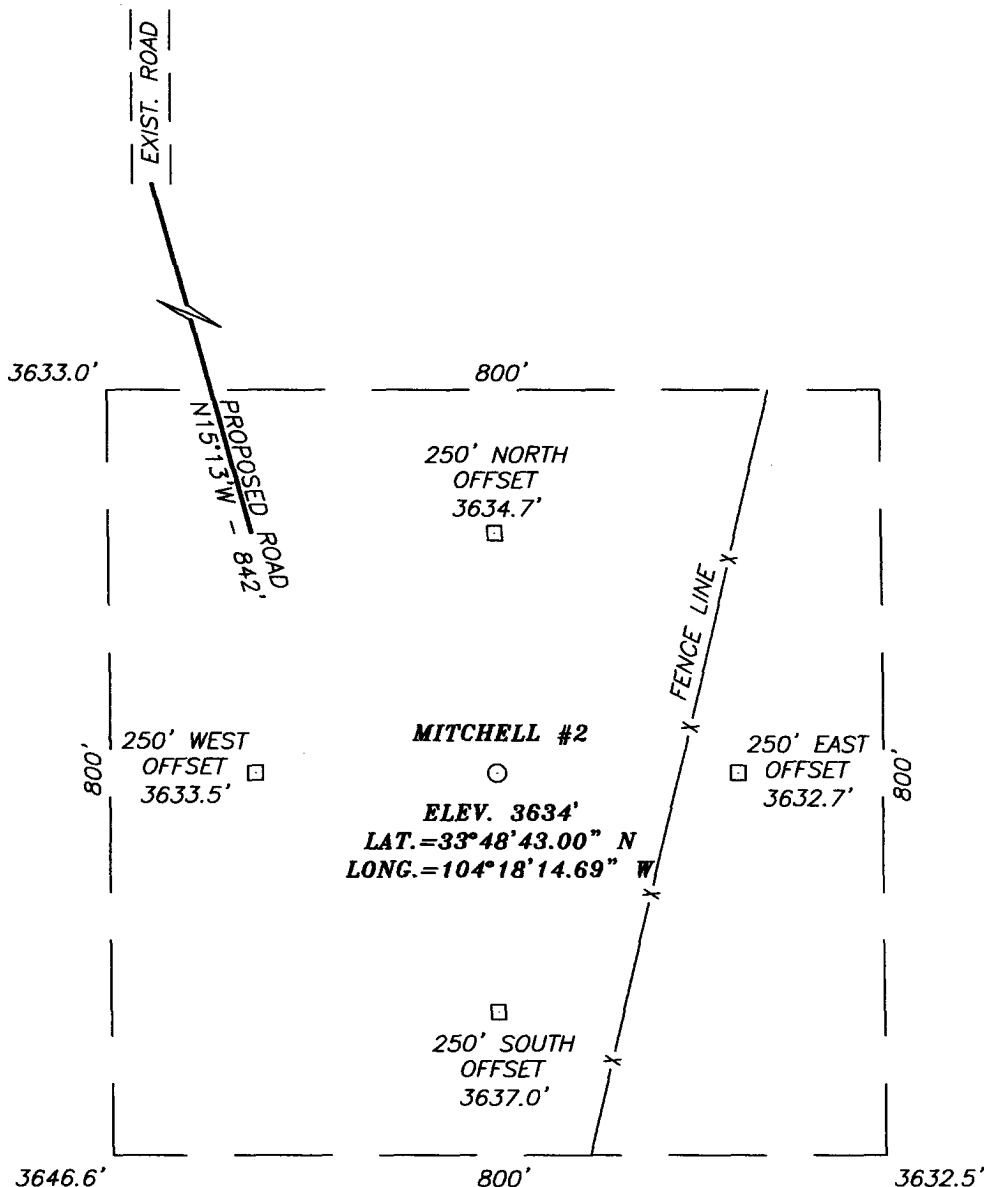 EXIST. ROAD
3633.0'
800'
PROPOSED ROAD
N15°13'W - 842'
250' NORTH
OFFSET
3634.7'
FENCE LINE
X
X
X
X
800'
250' WEST
OFFSET
3633.5'
MITCHELL #2
ELEV. 3634'
LAT.=33°48'43.00" N
LONG.=104°18'14.69" W
250' EAST
OFFSET
3632.7'
800'
250' SOUTH
OFFSET
3637.0'
3646.6'
800'
3632.5'